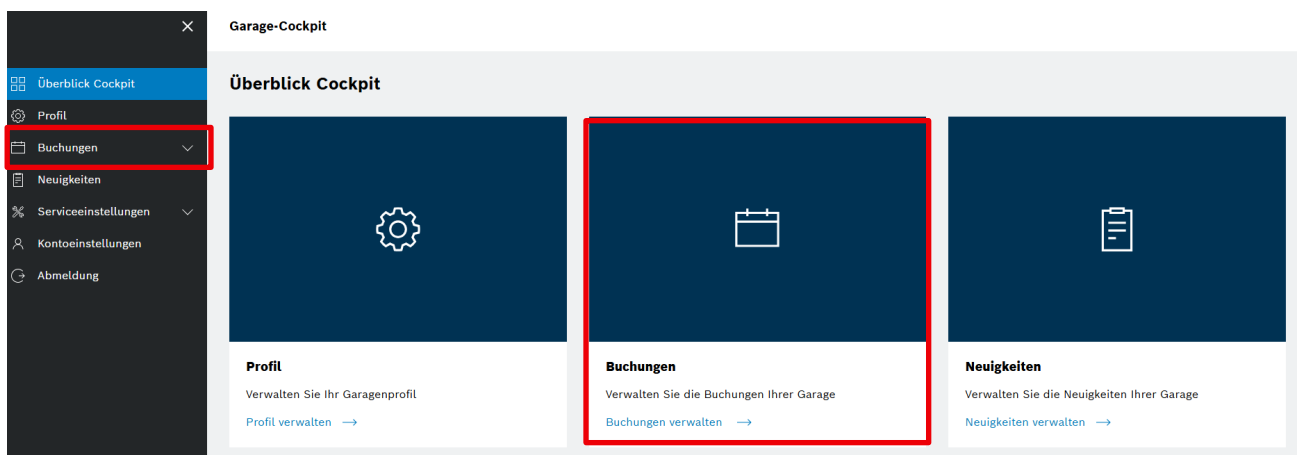 Garage-Cockpit
Überblick Cockpit
Profil
Buchungen
Neuigkeiten
Serviceeinstellungen
Kontoeinstellungen
Abmeldung
Überblick Cockpit
Profil
Verwalten Sie Ihr Garagenprofil
Profil verwalten →
Buchungen
Verwalten Sie die Buchungen Ihrer Garage
Buchungen verwalten →
Neuigkeiten
Verwalten Sie die Neuigkeiten Ihrer Garage
Neuigkeiten verwalten →